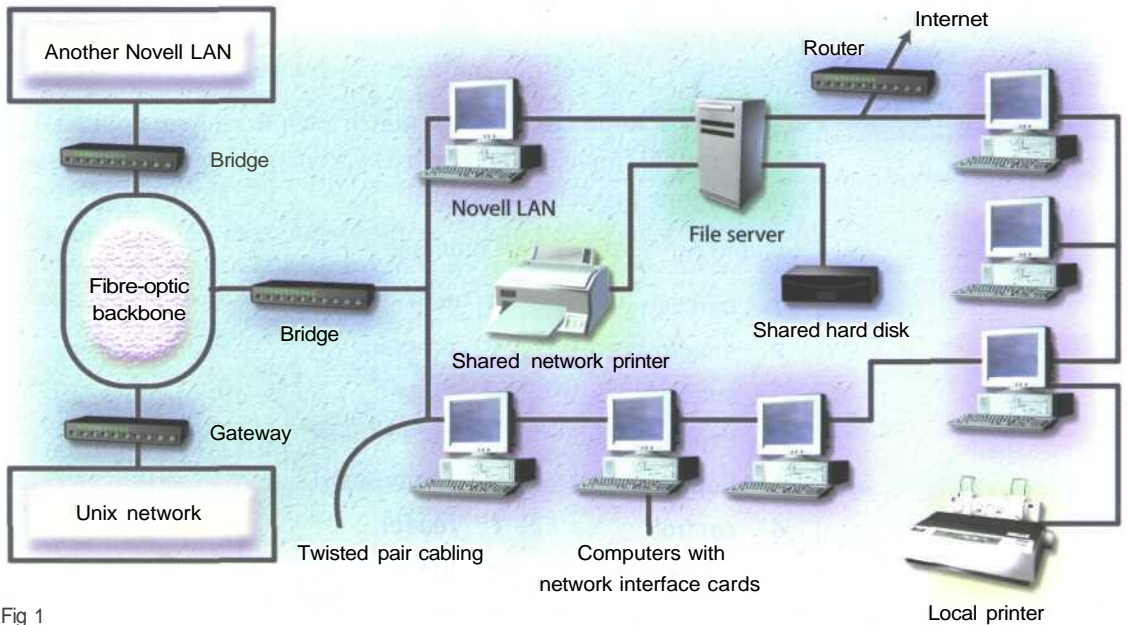 Internet
Another Novell LAN
Router
Bridge
Novell LAN
File server
Fibre-optic
backbone
Bridge
Shared hard disk
Shared network printer
Gateway
Unix network
Twisted pair cabling
Computers with
network interface cards
Local printer
Fig 1